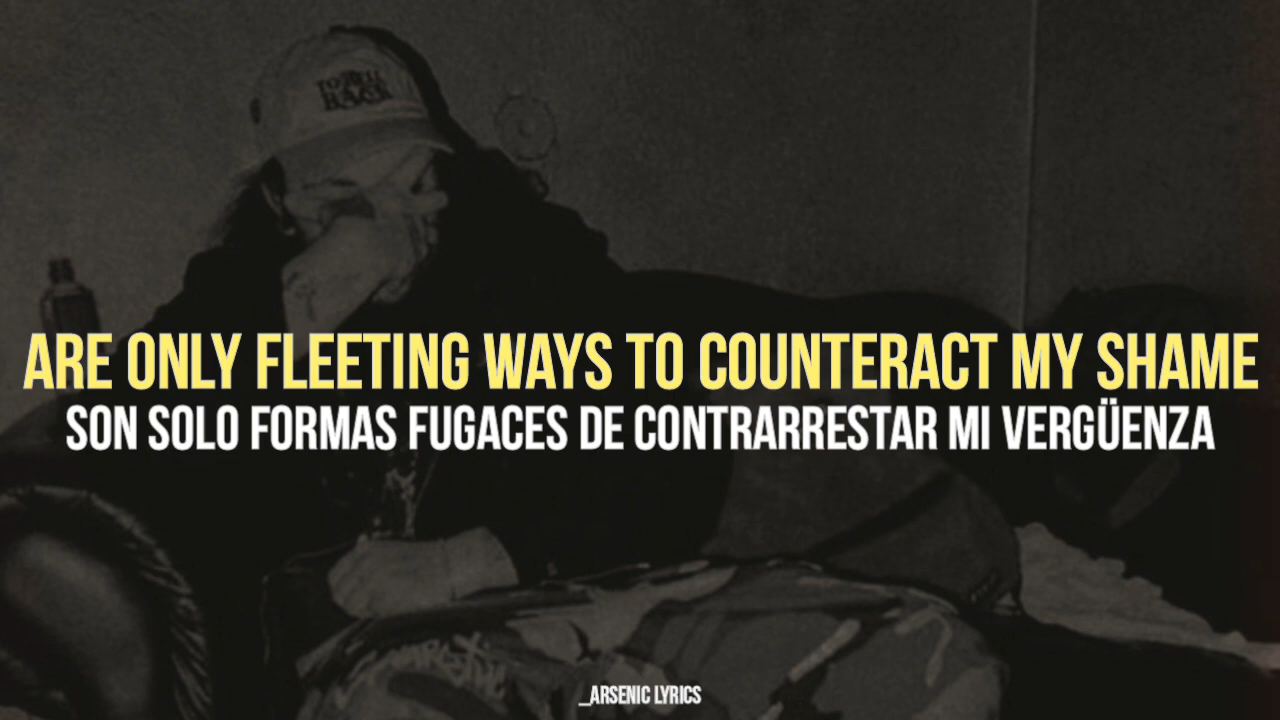 ARE ONLY FLEETING WAYS TO COUNTERACT MY SHAME
SON SOLO FORMAS FUGACES DE CONTRARRESTAR MI VERGÜENZA
_ARSENIC LYRICS